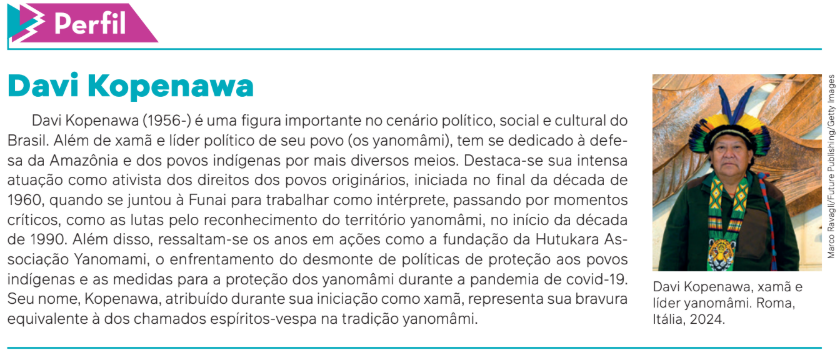 Perfil
Davi Kopenawa
Davi Kopenawa (1956-) é uma figura importante no cenário político, social e cultural do
Brasil. Além de xamã e líder político de seu povo (os yanomâmi), tem se dedicado à defe-
sa da Amazônia e dos povos indígenas por mais diversos meios. Destaca-se sua intensa
atuação como ativista dos direitos dos povos originários, iniciada no final da década de
1960, quando se juntou à Funai para trabalhar como intérprete, passando por momentos
críticos, como as lutas pelo reconhecimento do território yanomâmi, no início da década
de 1990. Além disso, ressaltam-se os anos em ações como a fundação da Hutukara As-
sociação Yanomami, o enfrentamento do desmonte de políticas de proteção aos povos
indígenas e as medidas para a proteção dos yanomâmi durante a pandemia de covid-19.
Seu nome, Kopenawa, atribuído durante sua iniciação como xamã, representa sua bravura
equivalente à dos chamados espíritos-vespa na tradição yanomâmi.
Marco Ravagli/Future Publishing/Getty Images
Davi Kopenawa, xamã e
líder yanomâmi. Roma,
Itália, 2024.